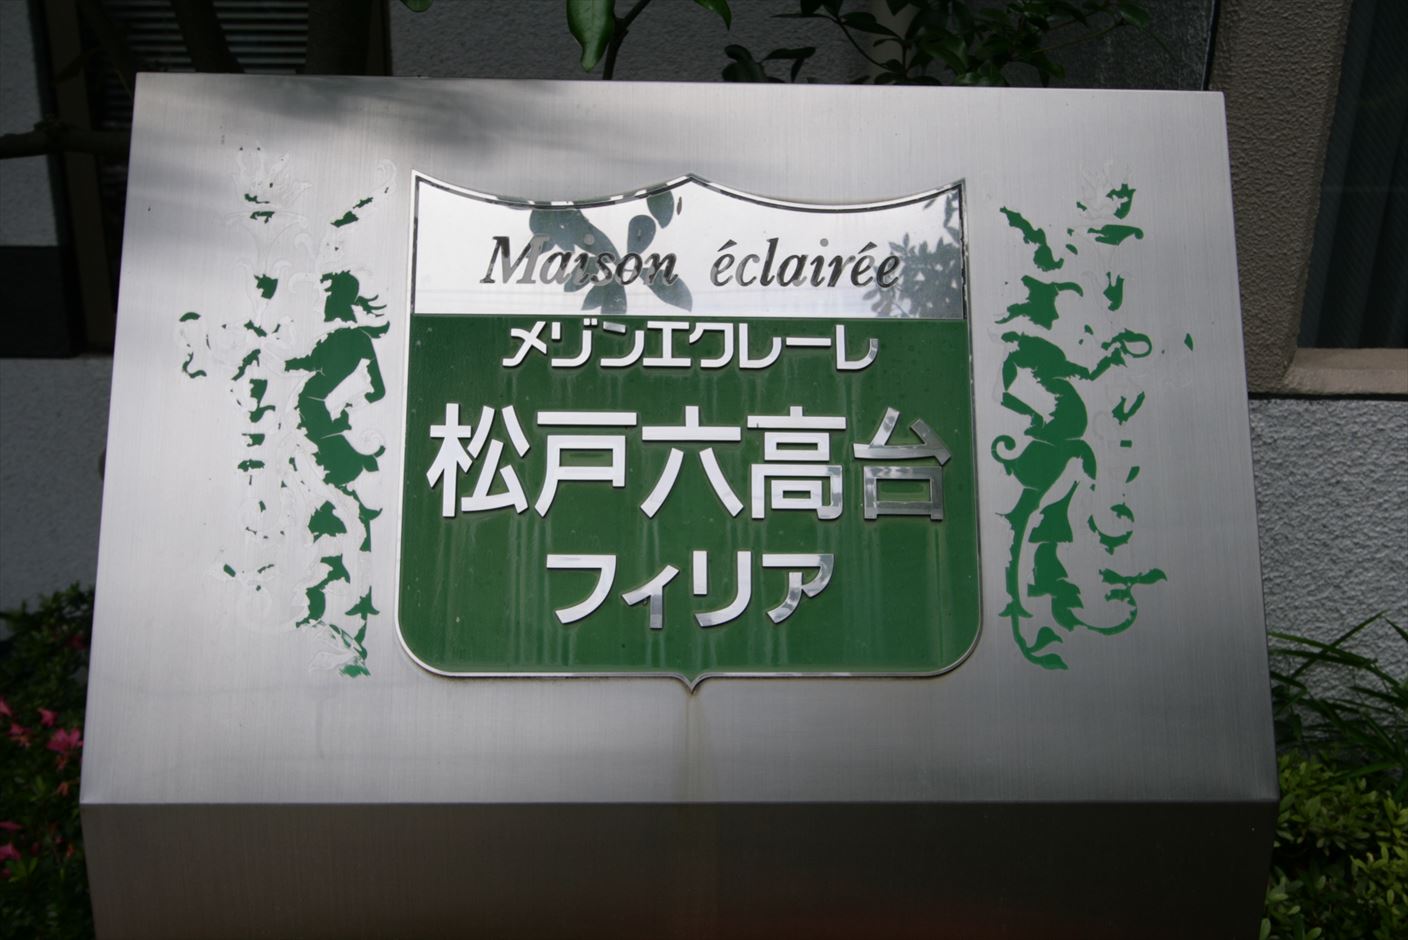 Maison éclairée
メゾンエクレーレ
松戸六高台
フィリア